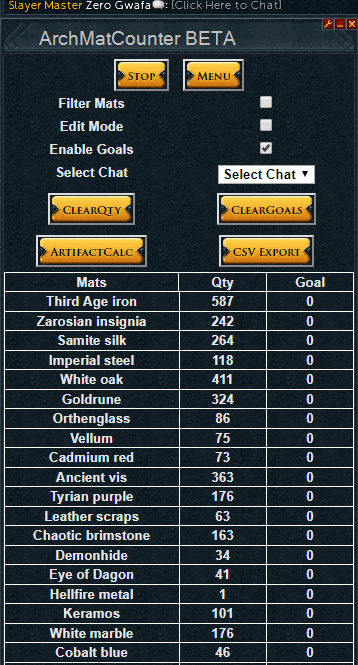 Slayer Master Zero Gwafa: [Click Here to Chat]
ArchMatCounter BETA
STOP MENU
Filter Mats
Edit Mode
Enable Goals
Select Chat Select Chat
CLEARQTY CLEARGOALS
ARTIFACTCALC CSV EXPORT
Mats Qty Goal
Third Age iron 587 0
Zarosian insignia 242 0
Samite silk 264 0
Imperial steel 118 0
White oak 411 0
Goldrune 324 0
Orthenglass 86 0
Vellum 75 0
Cadmium red 73 0
Ancient vis 363 0
Tyrian purple 176 0
Leather scraps 63 0
Chaotic brimstone 163 0
Demonhide 34 0
Eye of Dagon 41 0
Hellfire metal 1 0
Keramos 101 0
White marble 176 0
Cobalt blue 46 0